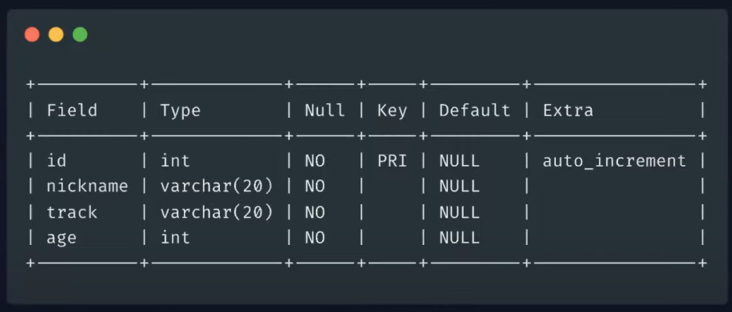 +----------+--------------+------+-----+---------+----------------+
| Field    | Type         | Null | Key | Default | Extra          |
+----------+--------------+------+-----+---------+----------------+
| id       | int          | NO   | PRI | NULL    | auto_increment |
| nickname | varchar(20)  | NO   |     | NULL    |                |
| track    | varchar(20)  | NO   |     | NULL    |                |
| age      | int          | NO   |     | NULL    |                |
+----------+--------------+------+-----+---------+----------------+